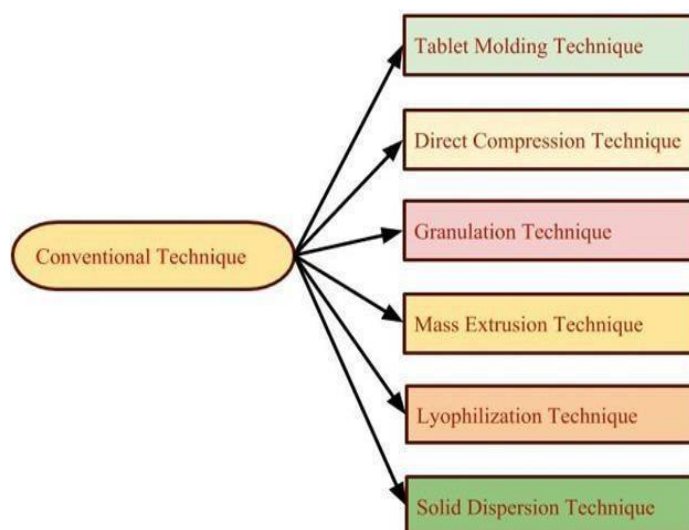 Tablet Molding Technique
Direct Compression Technique
Granulation Technique
Conventional Technique
Mass Extrusion Technique
Lyophilization Technique
Solid Dispersion Technique